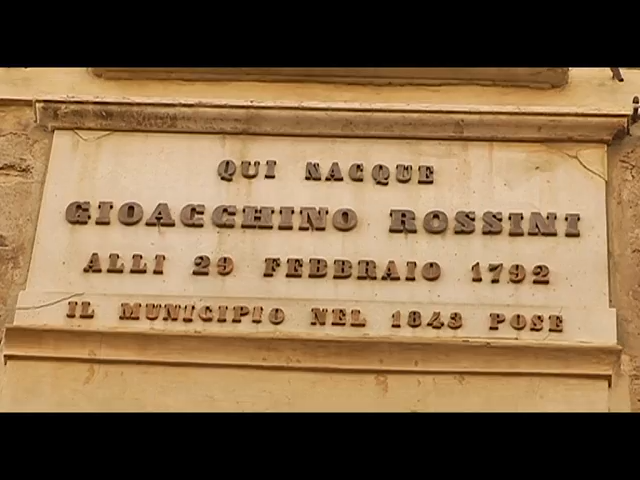 QUI NACQUE
GIOACCHINO ROSSINI
ALLI 29 FEBBRAIO 1792
IL MUNICIPIO NEL 1843 POSE